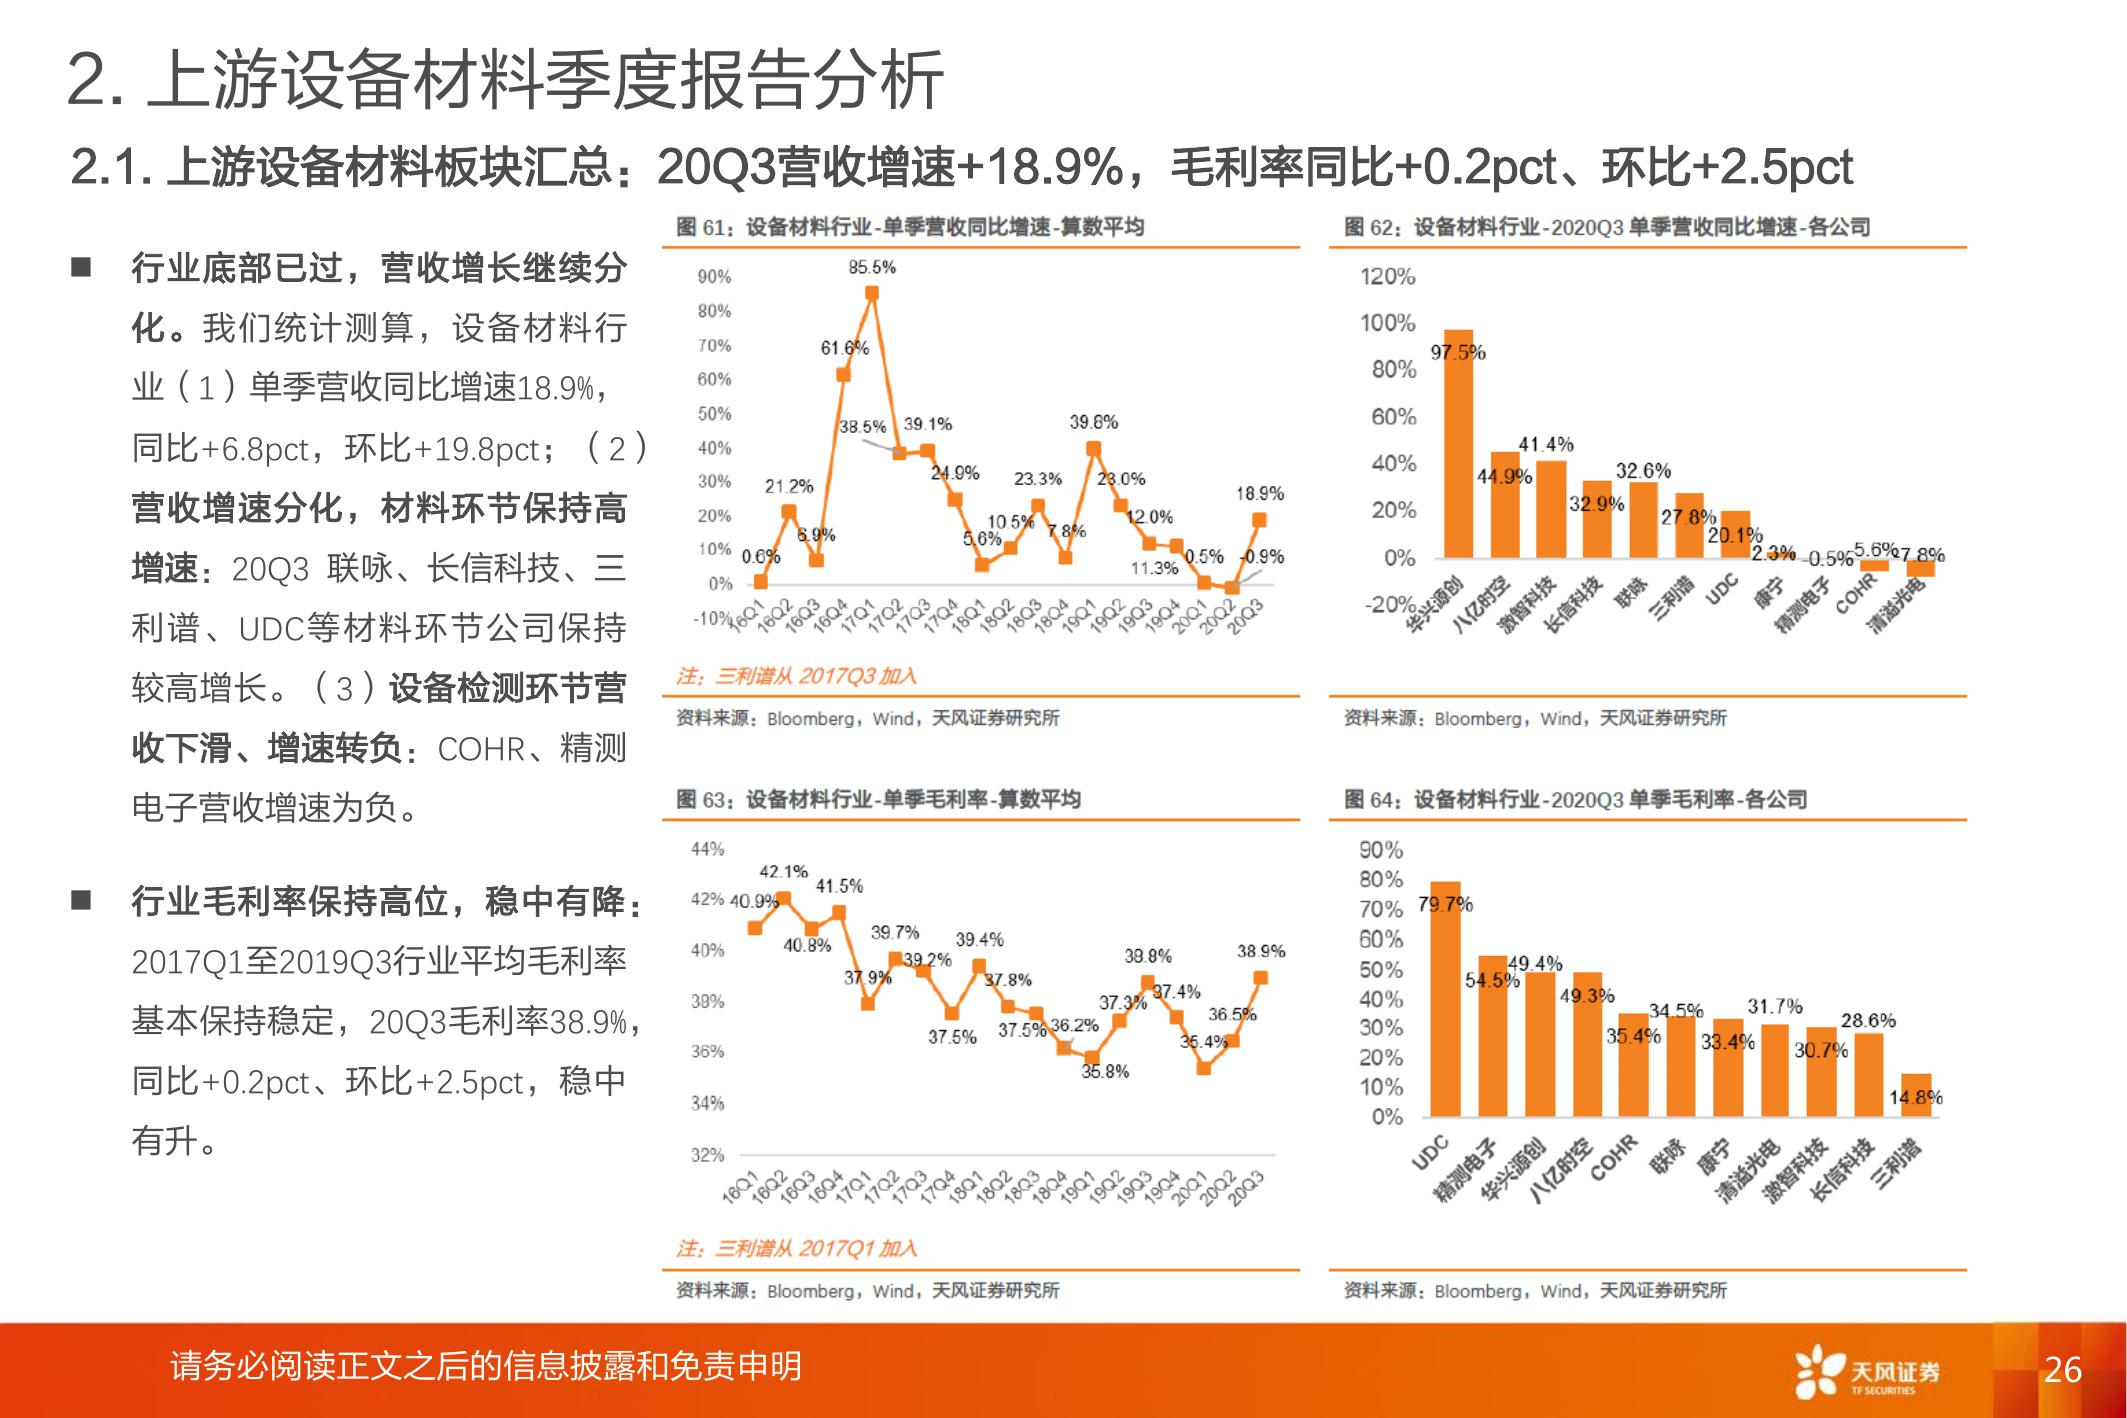 2. 上游设备材料季度报告分析
2.1. 上游设备材料板块汇总：20Q3营收增速+18.9%，毛利率同比+0.2pct、环比+2.5pct
■ 行业底部已过，营收增长继续分
化。我们统计测算，设备材料行
业（1）单季营收同比增速18.9%，
同比+6.8pct，环比+19.8pct；（2）
营收增速分化，材料环节保持高
增速：20Q3 联咏、长信科技、三
利谱、UDC等材料环节公司保持
较高增长。（3）设备检测环节营
收下滑、增速转负：COHR、精测
电子营收增速为负。
■ 行业毛利率保持高位，稳中有降：
2017Q1至2019Q3行业平均毛利率
基本保持稳定，20Q3毛利率38.9%，
同比+0.2pct、环比+2.5pct，稳中
有升。
图 61：设备材料行业-单季营收同比增速-算数平均
90%
80%
70%
60%
50%
40%
30%
20%
10%
0%
-10%
0.6%
21.2%
6.9%
61.6%
85.5%
38.5%
39.1%
24.9%
5.6%
10.5%
23.3%
7.8%
39.8%
23.0%
12.0%
11.3%
0.5%
-0.9%
18.9%
16Q1 16Q2 16Q3 16Q4 17Q1 17Q2 17Q3 17Q4 18Q1 18Q2 18Q3 18Q4 19Q1 19Q2 19Q3 19Q4 20Q1 20Q2 20Q3
注：三利谱从 2017Q3 加入
资料来源：Bloomberg，Wind，天风证券研究所
图 62：设备材料行业-2020Q3 单季营收同比增速-各公司
120%
100%
80%
60%
40%
20%
0%
-20%
97.5%
44.9%
41.4%
32.9%
32.6%
27.8%
20.1%
2.3%
-0.5%
-5.6%
-7.8%
华兴源创 八亿时空 激智科技 长信科技 联咏 三利谱 UDC 康宁 精测电子 COHR 清溢光电
资料来源：Bloomberg，Wind，天风证券研究所
图 63：设备材料行业-单季毛利率-算数平均
44%
42%
40%
38%
36%
34%
32%
40.9%
42.1%
40.8%
41.5%
37.9%
39.7%
39.2%
37.5%
39.4%
37.8%
37.5%
36.2%
35.8%
37.3%
38.8%
37.4%
35.4%
36.5%
38.9%
16Q1 16Q2 16Q3 16Q4 17Q1 17Q2 17Q3 17Q4 18Q1 18Q2 18Q3 18Q4 19Q1 19Q2 19Q3 19Q4 20Q1 20Q2 20Q3
注：三利谱从 2017Q1 加入
资料来源：Bloomberg，Wind，天风证券研究所
图 64：设备材料行业-2020Q3 单季毛利率-各公司
90%
80%
70%
60%
50%
40%
30%
20%
10%
0%
79.7%
54.5%
49.4%
49.3%
35.4%
34.5%
33.4%
31.7%
30.7%
28.6%
14.8%
UDC 精测电子 华兴源创 八亿时空 COHR 联咏 康宁 清溢光电 激智科技 长信科技 三利谱
资料来源：Bloomberg，Wind，天风证券研究所
请务必阅读正文之后的信息披露和免责申明
天风证券
TF SECURITIES
26